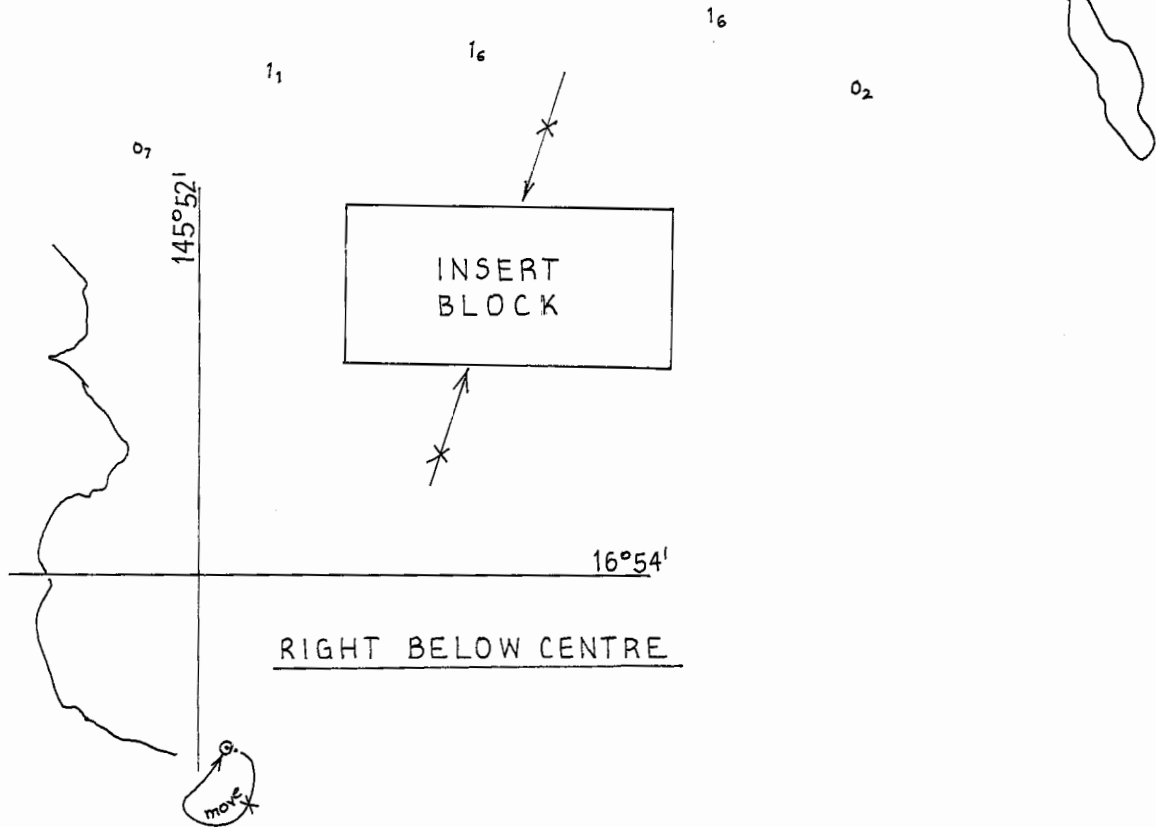 1₆
1₆
1₁
0₂
0₇
145°52'
INSERT
BLOCK
16°54'
RIGHT BELOW CENTRE
move